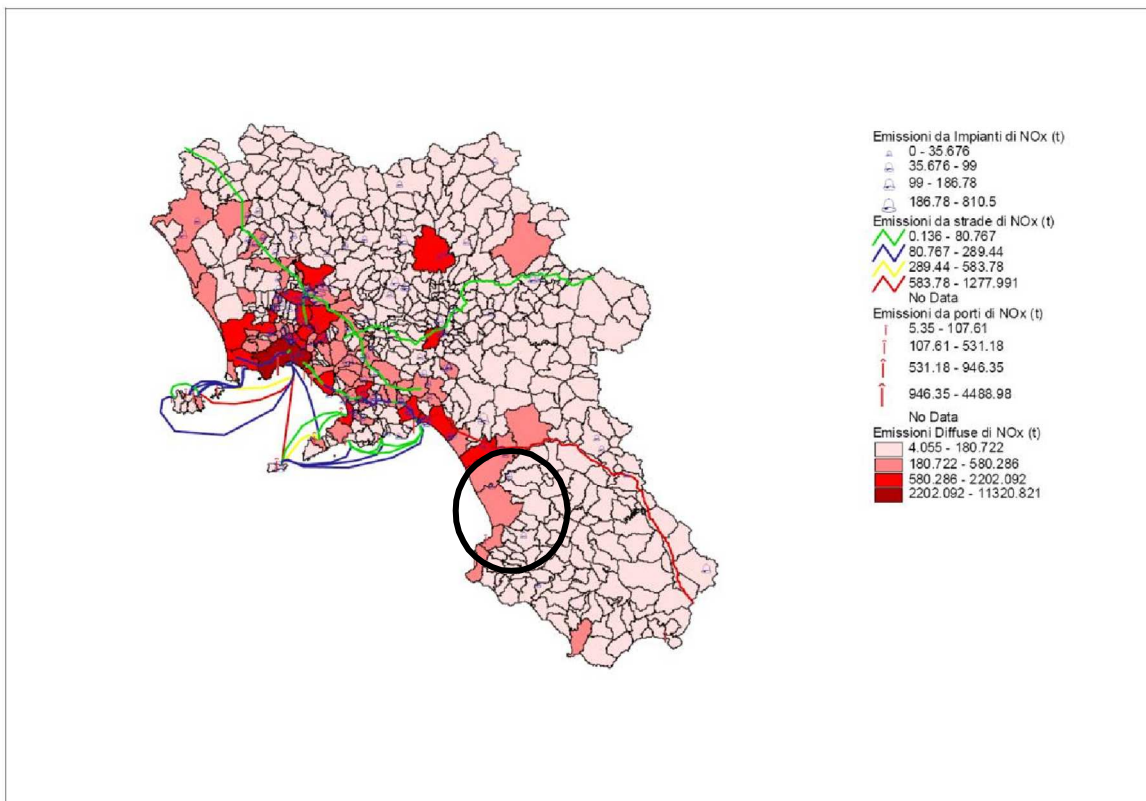 Emissioni da Impianti di NOx (t)
0 - 35.676
35.676 - 99
99 - 186.78
186.78 - 810.5
Emissioni da strade di NOx (t)
0.136 - 80.767
80.767 - 289.44
289.44 - 583.78
583.78 - 1277.991
No Data
Emissioni da porti di NOx (t)
5.35 - 107.61
107.61 - 531.18
531.18 - 946.35
946.35 - 4488.98
No Data
Emissioni Diffuse di NOx (t)
4.055 - 180.722
180.722 - 580.286
580.286 - 2202.092
2202.092 - 11320.821